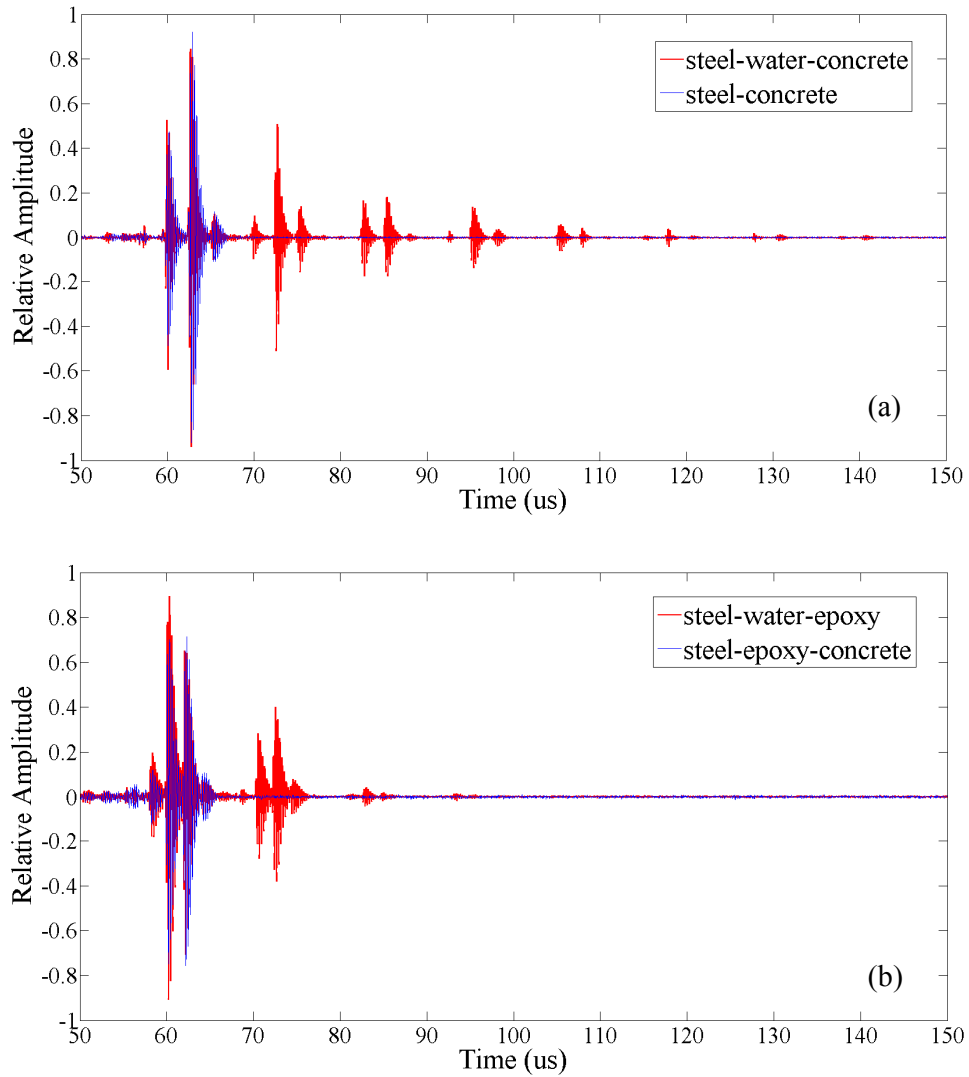 1
0.8
0.6
0.4
0.2
0
-0.2
-0.4
-0.6
-0.8
-1
Relative Amplitude
steel-water-concrete
steel-concrete
(a)
50 60 70 80 90 100 110 120 130 140 150
Time (us)
1
0.8
0.6
0.4
0.2
0
-0.2
-0.4
-0.6
-0.8
-1
Relative Amplitude
steel-water-epoxy
steel-epoxy-concrete
(b)
50 60 70 80 90 100 110 120 130 140 150
Time (us)